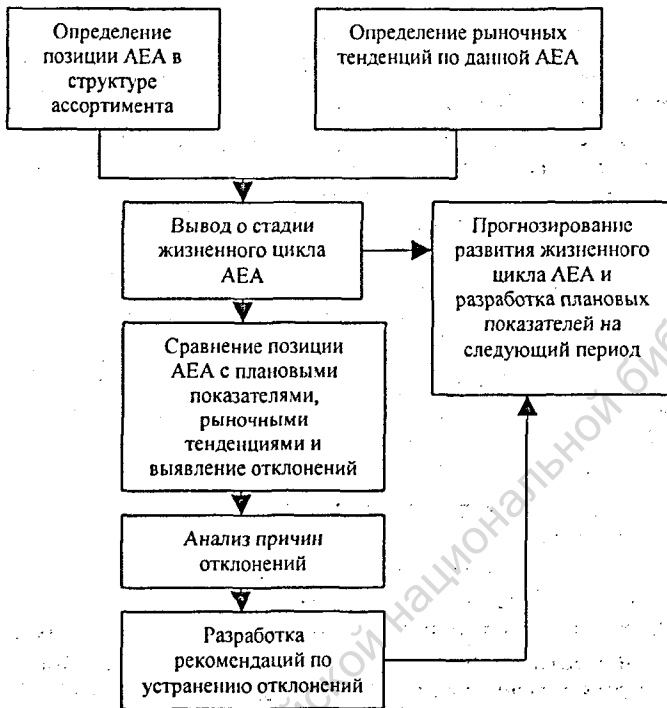 Определение
позиции АЕА в
структуре
ассортимента
Определение рыночных
тенденций по данной АЕА
Вывод о стадии
жизненного цикла
АЕА
Прогнозирование
развития жизненного
цикла АЕА и
разработка плановых
показателей на
следующий период
Сравнение позиции
АЕА с плановыми
показателями,
рыночными
тенденциями и
выявление отклонений
Анализ причин
отклонений
Разработка
рекомендаций по
устранению отклонений
национальной